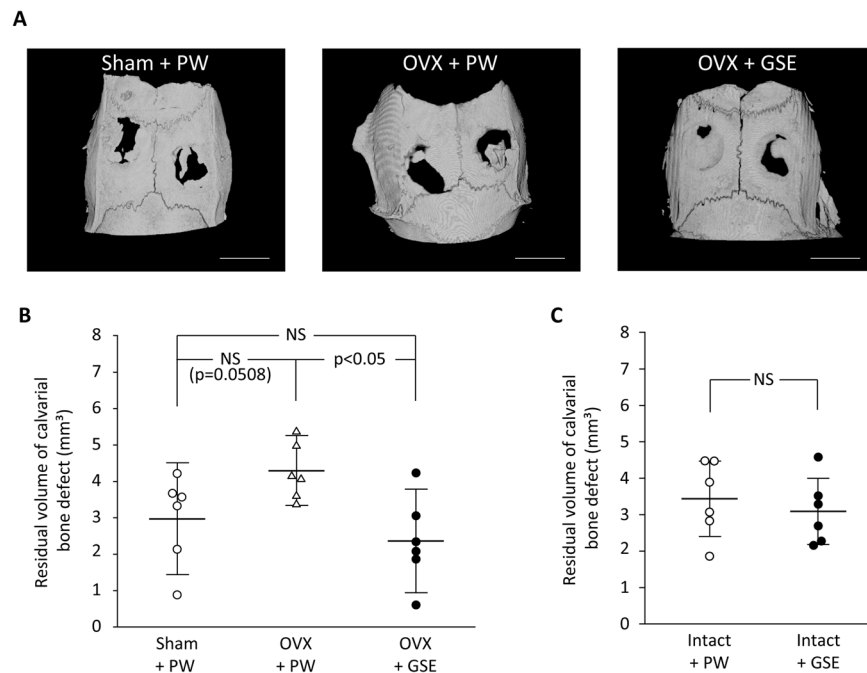 A
Sham + PW
OVX + PW
OVX + GSE
B
Residual volume of calvarial
bone defect (mm³)
8
7
6
5
4
3
2
1
0
NS
NS
(p=0.0508)
p<0.05
Sham
+ PW
OVX
+ PW
OVX
+ GSE
C
Residual volume of calvarial
bone defect (mm³)
8
7
6
5
4
3
2
1
0
NS
Intact
+ PW
Intact
+ GSE